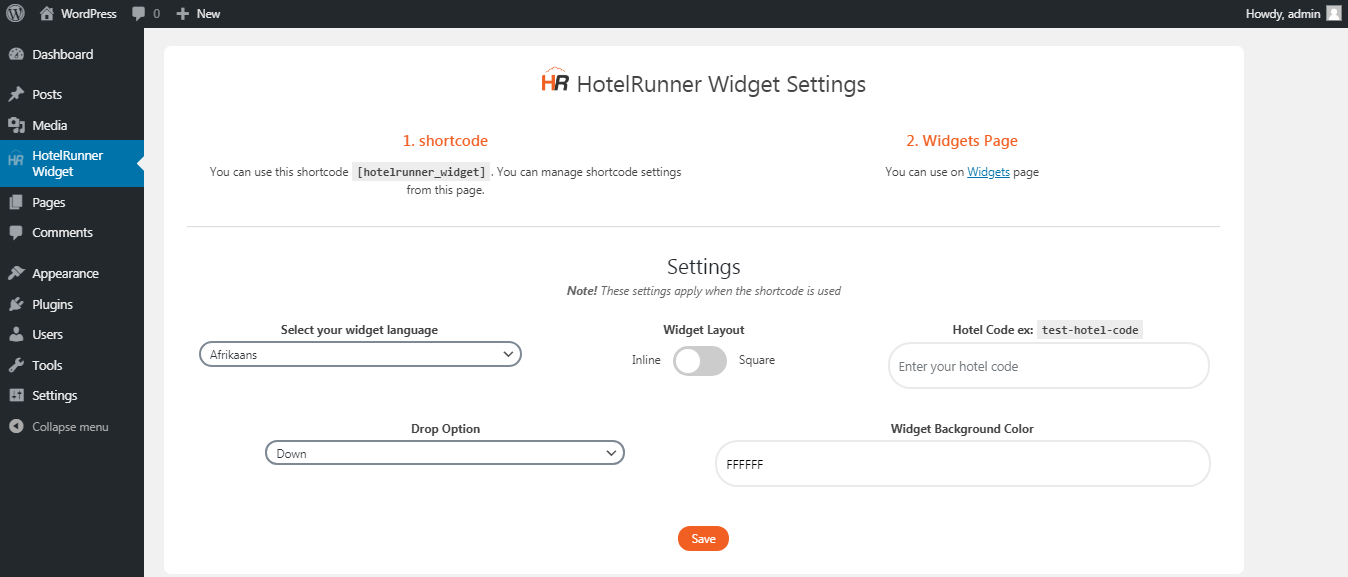 WordPress
0
New
Howdy, admin
Dashboard
Posts
Media
HotelRunner
Widget
Pages
Comments
Appearance
Plugins
Users
Tools
Settings
Collapse menu
HR HotelRunner Widget Settings
1. shortcode
You can use this shortcode [hotelrunner_widget]. You can manage shortcode settings
from this page.
2. Widgets Page
You can use on Widgets page
Settings
Note! These settings apply when the shortcode is used
Select your widget language
Afrikaans
Widget Layout
Inline
Square
Hotel Code ex: test-hotel-code
Enter your hotel code
Drop Option
Down
Widget Background Color
FFFFFF
Save